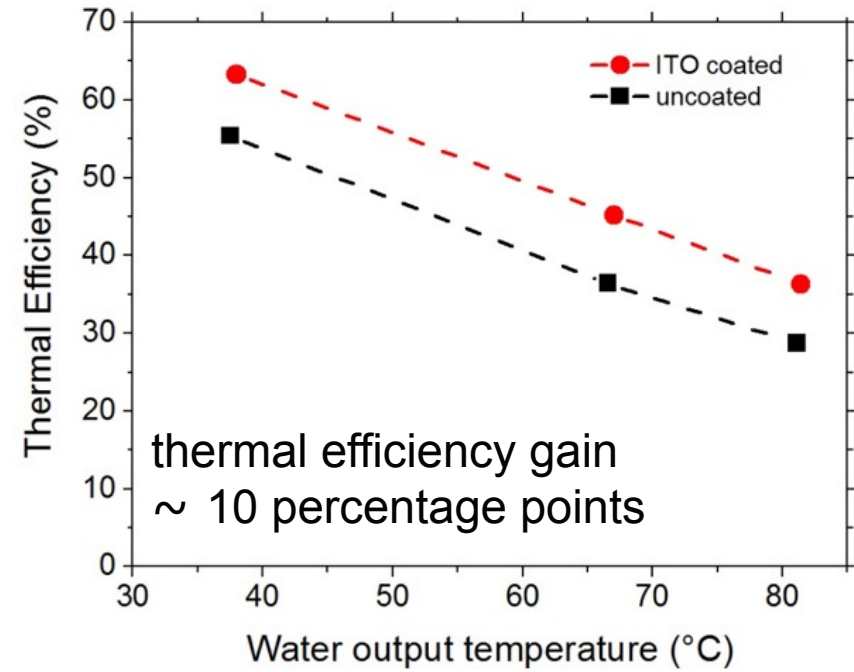 70
60
50
40
30
20
10
0
Thermal Efficiency (%)
ITO coated
uncoated
thermal efficiency gain
~ 10 percentage points
30 40 50 60 70 80
Water output temperature (°C)